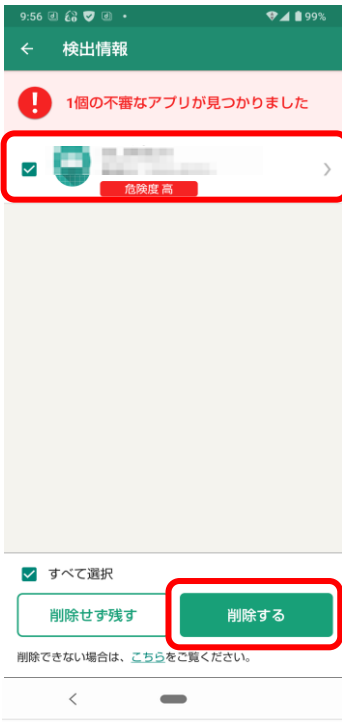 9:56 99%
検出情報
1個の不審なアプリが見つかりました
危険度 高
すべて選択
削除せず残す 削除する
削除できない場合は、こちらをご覧ください。